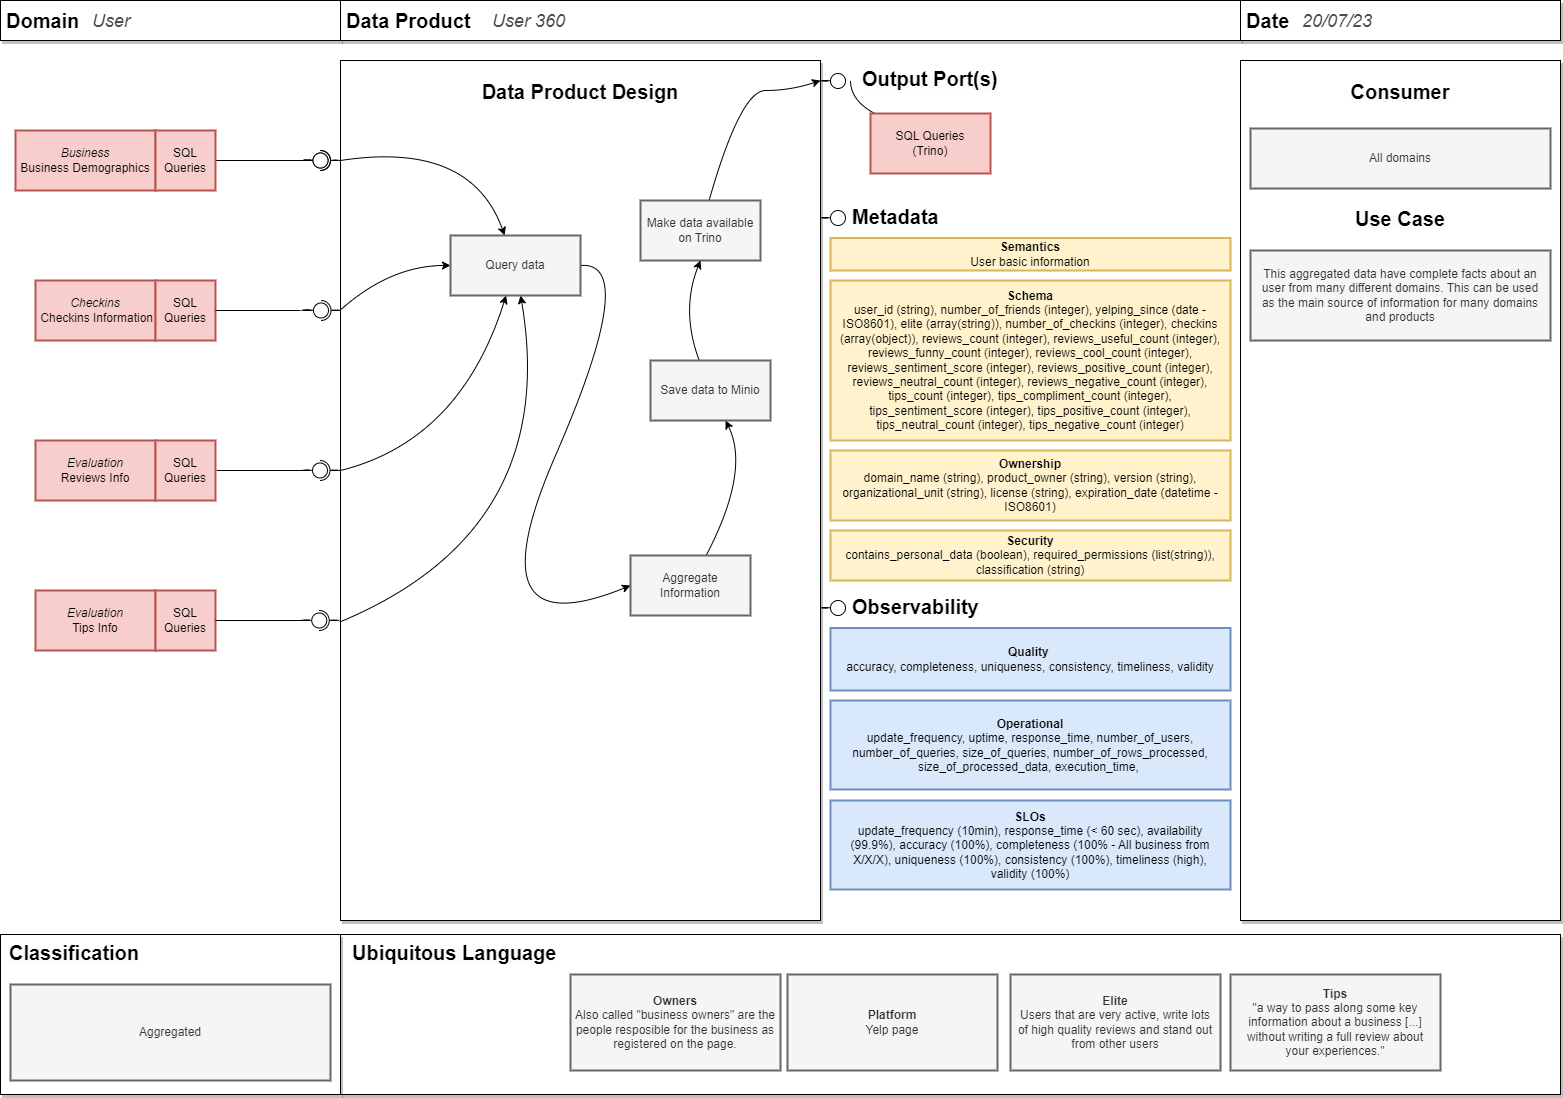 Domain User
Data Product User 360
Date 20/07/23
Business
Business Demographics
SQL
Queries
Checkins
Checkins Information
SQL
Queries
Evaluation
Reviews Info
SQL
Queries
Evaluation
Tips Info
SQL
Queries
Data Product Design
Query data
Make data available
on Trino
Save data to Minio
Aggregate
Information
Output Port(s)
SQL Queries
(Trino)
Metadada
Semantics
User basic information
Schema
user_id (string), number_of_friends (integer), yelping_since (date -
ISO8601), elite (array(string)), number_of_checkins (integer), checkins
(array(object)), reviews_count (integer), reviews_useful_count (integer),
reviews_funny_count (integer), reviews_cool_count (integer),
reviews_sentiment_score (integer), reviews_positive_count (integer),
reviews_neutral_count (integer), reviews_negative_count (integer),
tips_count (integer), tips_compliment_count (integer),
tips_sentiment_score (integer), tips_positive_count (integer),
tips_neutral_count (integer), tips_negative_count (integer)
Ownership
domain_name (string), product_owner (string), version (string),
organizational_unit (string), license (string), expiration_date (datetime -
ISO8601)
Security
contains_personal_data (boolean), required_permissions (list(string)),
classification (string)
Observability
Quality
accuracy, completeness, uniqueness, consistency, timeliness, validity
Operational
update_frequency, uptime, response_time, number_of_users,
number_of_queries, size_of_queries, number_of_rows_processed,
size_of_processed_data, execution_time,
SLOs
update_frequency (10min), response_time (< 60 sec), availability
(99.9%), accuracy (100%), completeness (100% - All business from
X/X/X), uniqueness (100%), consistency (100%), timeliness (high),
validity (100%)
Consumer
All domains
Use Case
This aggregated data have complete facts about an
user from many different domains. This can be used
as the main source of information for many domains
and products
Classification
Aggregated
Ubiquitous Language
Owners
Also called "business owners" are the
people resposible for the business as
registered on the page.
Platform
Yelp page
Elite
Users that are very active, write lots
of high quality reviews and stand out
from other users
Tips
"a way to pass along some key
information about a business [...]
without writing a full review about
your experiences."